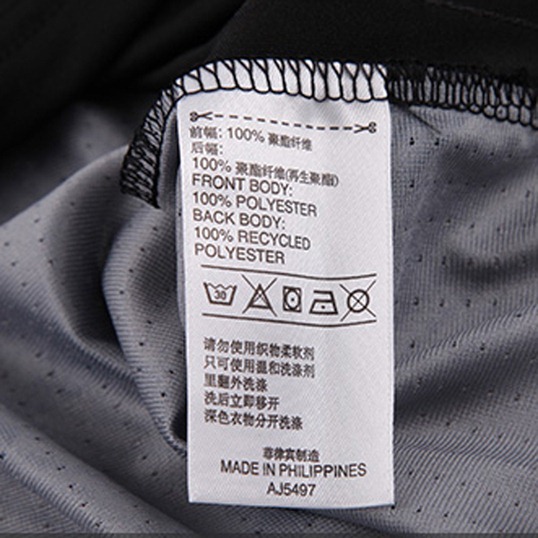 前幅: 100% 聚酯纤维
后幅:
100% 聚酯纤维(再生聚酯)
FRONT BODY:
100% POLYESTER
BACK BODY:
100% RECYCLED
POLYESTER
30
请勿使用织物柔软剂
只可使用温和洗涤剂
里翻外洗涤
洗后立即移开
深色衣物分开洗涤
菲律宾制造
MADE IN PHILIPPINES
AJ5497